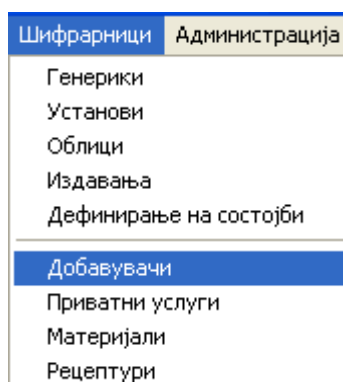 Шифрарници Администрација
Генерики
Установи
Облици
Издавања
Дефинирање на состојби
Добавувачи
Приватни услуги
Материјали
Рецептури